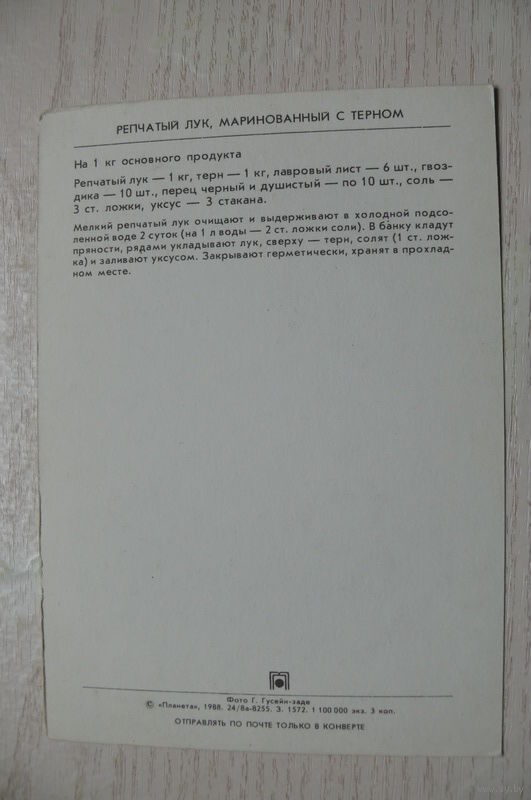 РЕПЧАТЫЙ ЛУК, МАРИНОВАННЫЙ С ТЕРНОМ
На 1 кг основного продукта
Репчатый лук — 1 кг, терн — 1 кг, лавровый лист — 6 шт., гвоз-
дика — 10 шт., перец черный и душистый — по 10 шт., соль —
3 ст. ложки, уксус — 3 стакана.
Мелкий репчатый лук очищают и выдерживают в холодной подсо-
ленной воде 2 суток (на 1 л воды — 2 ст. ложки соли). В банку кладут
пряности, рядами укладывают лук, сверху — терн, солят (1 ст. лож-
ка) и заливают уксусом. Закрывают герметически, хранят в прохлад-
ном месте.
Фото Г. Гусейн-заде
© «Планета», 1988. 24/8а-8255. З. 1572. 1 100 000 экз. 3 коп.
ОТПРАВЛЯТЬ ПО ПОЧТЕ ТОЛЬКО В КОНВЕРТЕ